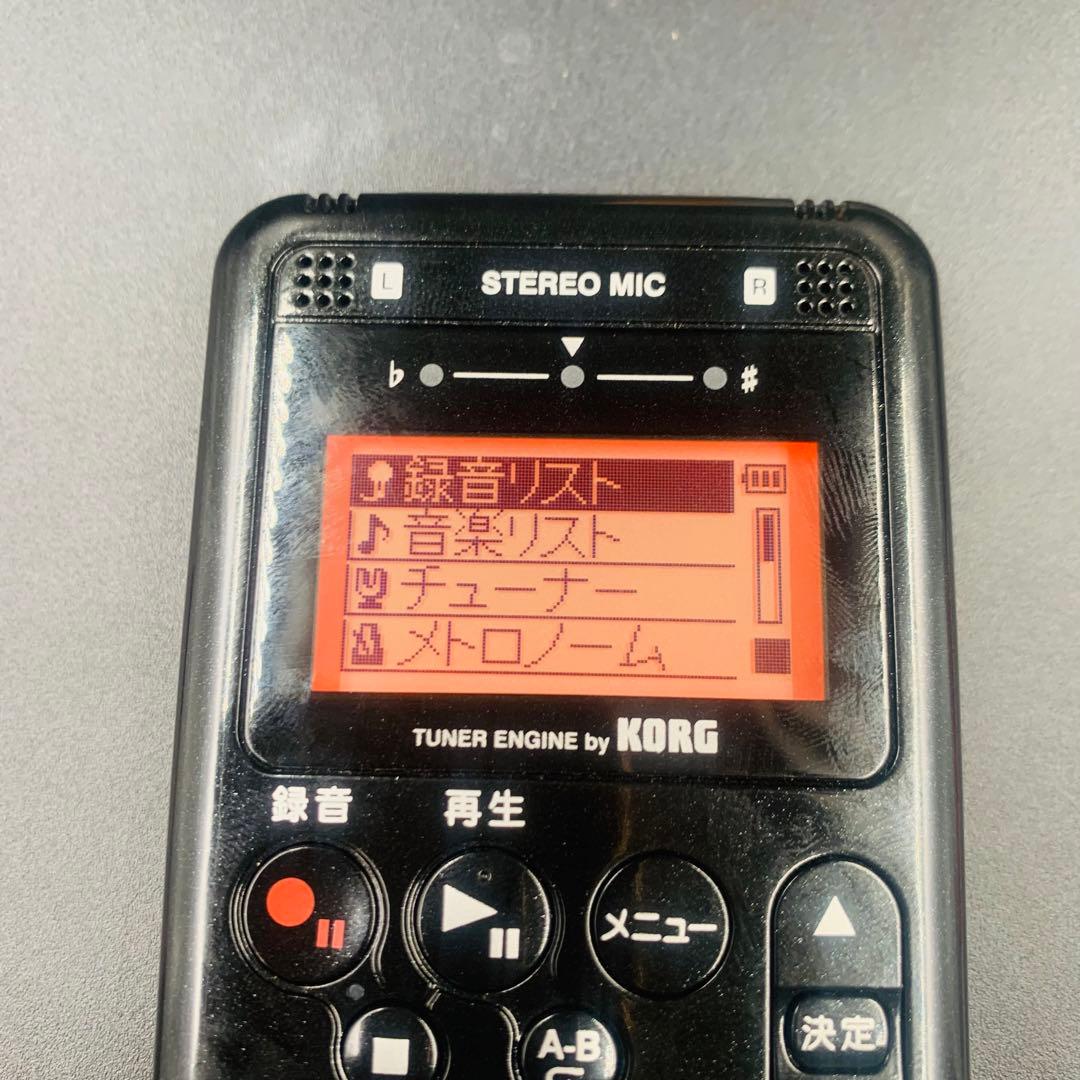 L STEREO MIC R
♭ ♯
録音リスト
音楽リスト
チューナー
メトロノーム
TUNER ENGINE by KORG
録音 再生
メニュー
決定
A-B